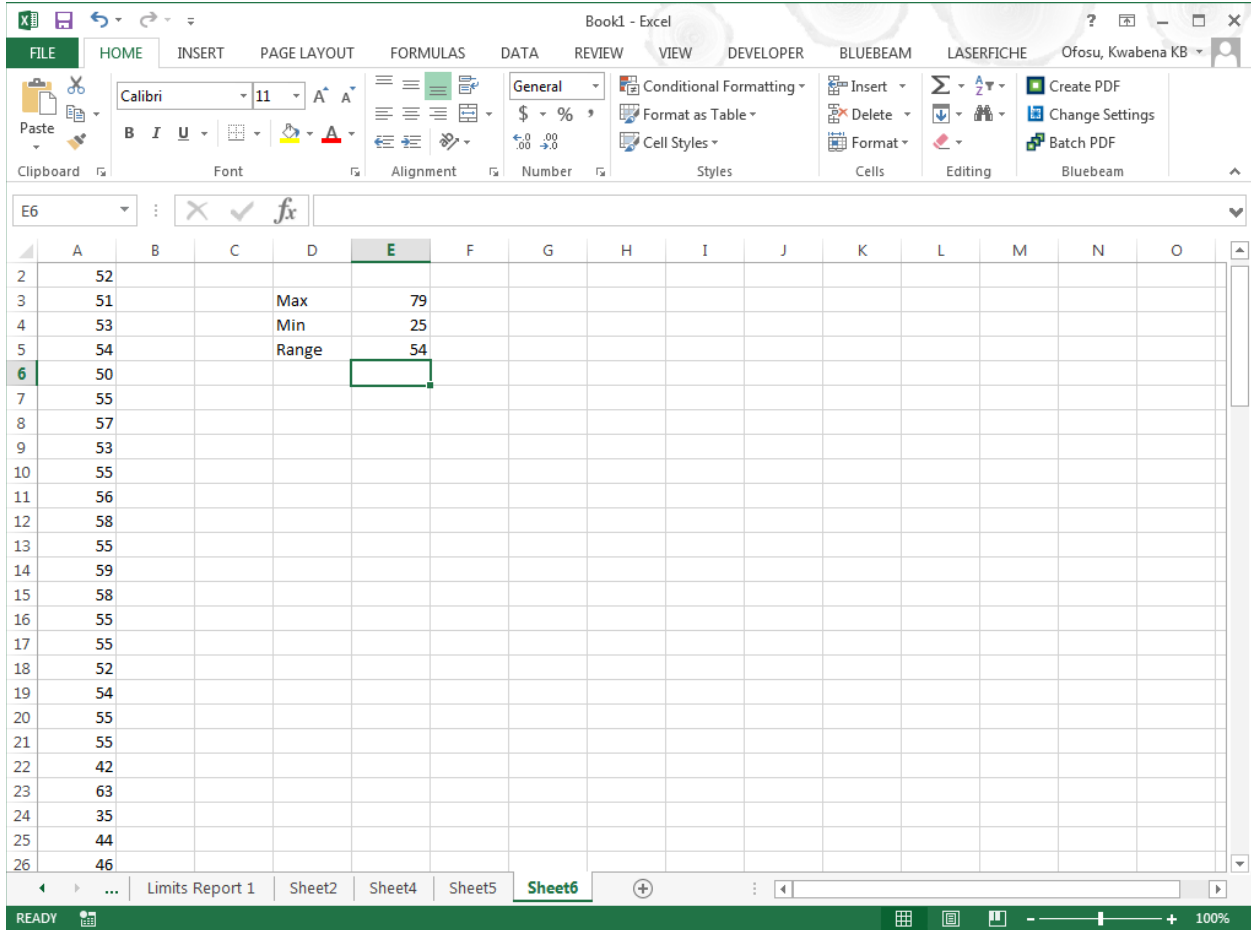 Book1 - Excel
?
FILE HOME INSERT PAGE LAYOUT FORMULAS DATA REVIEW VIEW DEVELOPER BLUEBEAM LASERFICHE Ofosu, Kwabena KB
Paste
Calibri 11 A A
B I U A
General
$ % ,
.0 .00
.00 .0
Conditional Formatting
Format as Table
Cell Styles
Insert
Delete
Format
Σ A Z
Create PDF
Change Settings
Batch PDF
Clipboard Font Alignment Number Styles Cells Editing Bluebeam
E6 fx
A B C D E F G H I J K L M N O
2 52
3 51 Max 79
4 53 Min 25
5 54 Range 54
6 50
7 55
8 57
9 53
10 55
11 56
12 58
13 55
14 59
15 58
16 55
17 55
18 52
19 54
20 55
21 55
22 42
23 63
24 35
25 44
26 46
... Limits Report 1 Sheet2 Sheet4 Sheet5 Sheet6
READY 100%